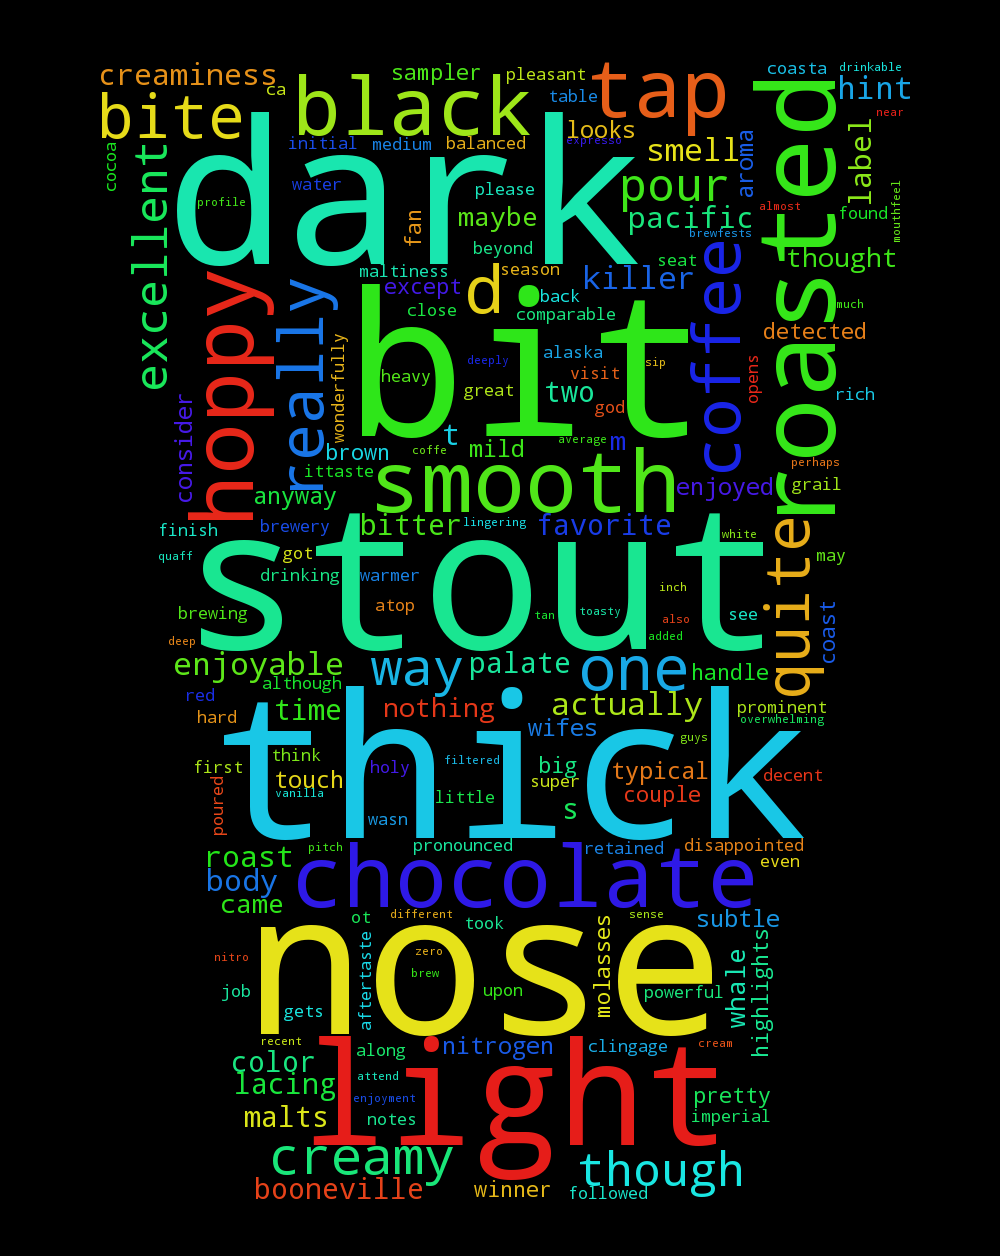 creaminess
ca
sampler
pleasant
tap
coasta
drinkable
hint
bite
black
table
looks
near
initial
medium
balanced
expresso
smell
aroma
roasted
label
cocoa
excellent
dark
water
profile
fan
please
maybe
beyond
pour
pacific
almost
brewfests
found
mouthfeel
seat
thought
maltiness
except
d
season
killer
hoppy
really
close
back
comparable
coffee
much
bit
detected
wonderfully
heavy
deeply
great
alaska
visit
sip
two
god
opens
rich
consider
brown
t
coffe
mild
average
m
ittaste
smooth
enjoyed
perhaps
grail
anyway
finish
brewery
bitter
lingering
favorite
white
quiter
quaff
got
stout
may
drinking
warmer
inch
brewing
atop
tan
toasty
also
see
coast
deep
added
enjoyable
although
way
palate
one
handle
red
hard
time
nothing
actually
prominent
overwhelming
wifes
guys
first
think
thick
holy
filtered
big
typical
decent
touch
super
vanilla
little
couple
s
poured
wasn
roast
pitch
pronounced
retained
disappointed
even
body
chocolate
came
ot
different
took
sense
subtle
nitro
aftertaste
zero
nose
molasses
whale
highlights
job
brew
upon
powerful
gets
recent
color
along
nitrogen
clingage
cream
lacing
attend
light
enjoyment
pretty
malts
notes
imperial
creamy
though
booneville
winner
followed